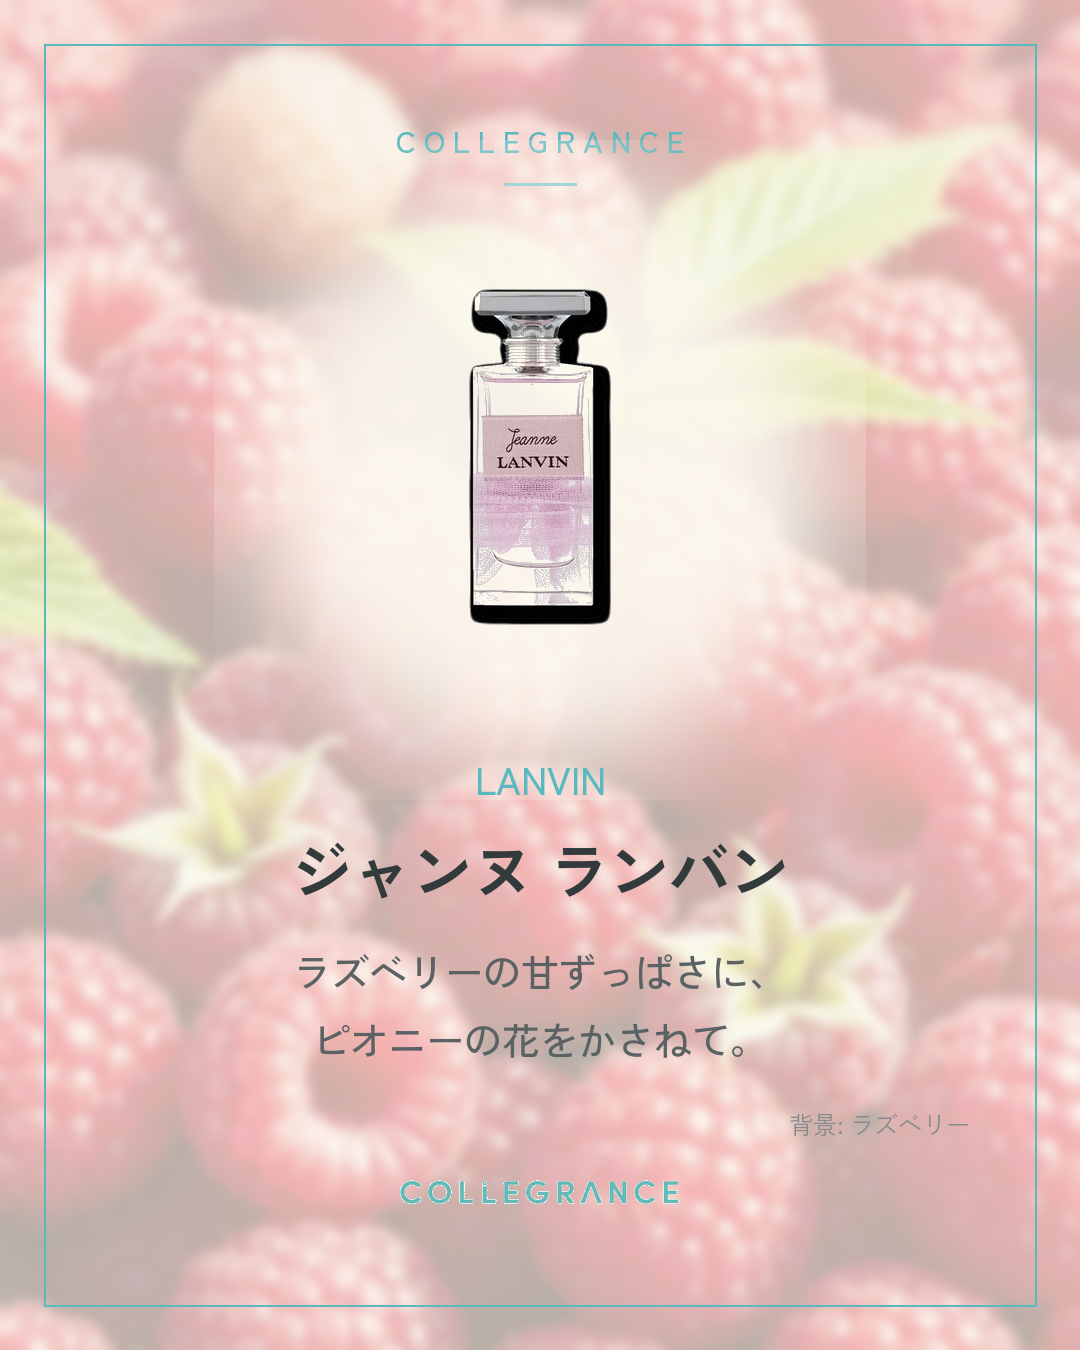 COLLEGRANCE
Jeanne
LANVIN
LANVIN
ジャンヌ ランバン
ラズベリーの甘ずっぱさに、
ピオニーの花をかさねて。
背景: ラズベリー
COLLEGRANCE